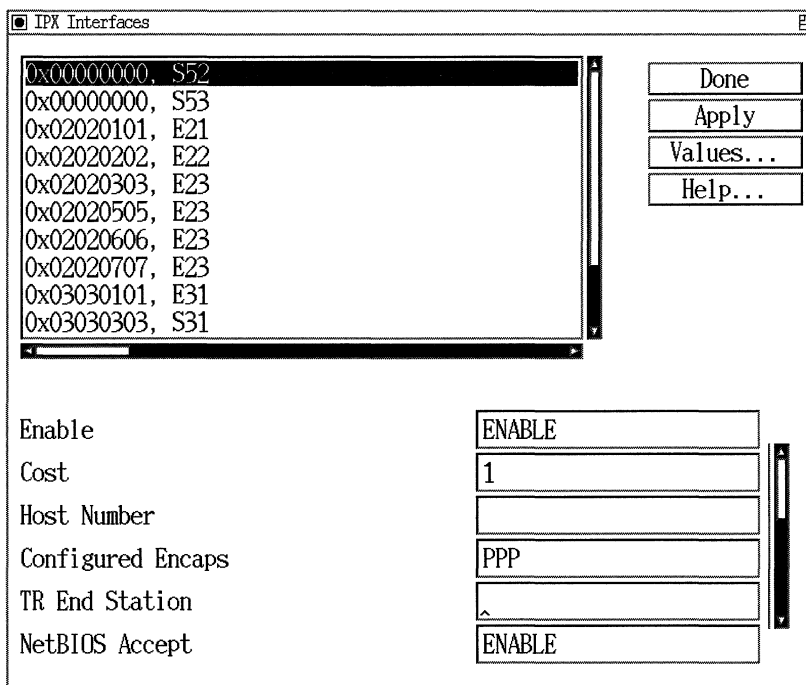 IPX Interfaces
0x00000000, S52
0x00000000, S53
0x02020101, E21
0x02020202, E22
0x02020303, E23
0x02020505, E23
0x02020606, E23
0x02020707, E23
0x03030101, E31
0x03030303, S31
Done
Apply
Values...
Help...
Enable
ENABLE
Cost
1
Host Number
Configured Encaps
PPP
TR End Station
NetBIOS Accept
ENABLE